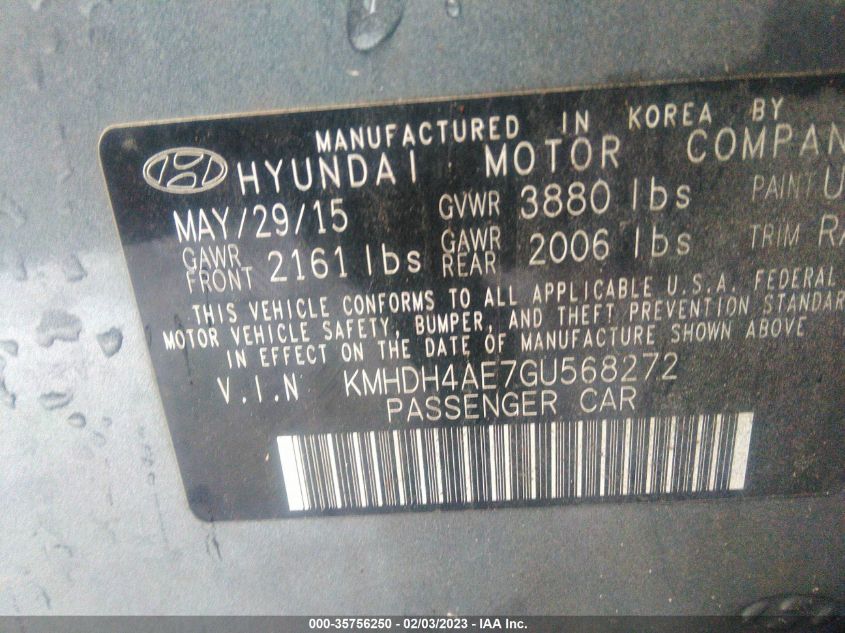 MANUFACTURED IN KOREA BY
HYUNDAI MOTOR COMPAN
MAY/29/15 GVWR 3880 lbs PAINT U
GAWR FRONT 2161 lbs GAWR REAR 2006 lbs TRIM RA
THIS VEHICLE CONFORMS TO ALL APPLICABLE U.S.A. FEDERAL
MOTOR VEHICLE SAFETY, BUMPER, AND THEFT PREVENTION STANDAR
IN EFFECT ON THE DATE OF MANUFACTURE SHOWN ABOVE
V.I.N KMHDH4AE7GU568272
PASSENGER CAR
000-35756250 - 02/03/2023 - IAA Inc.